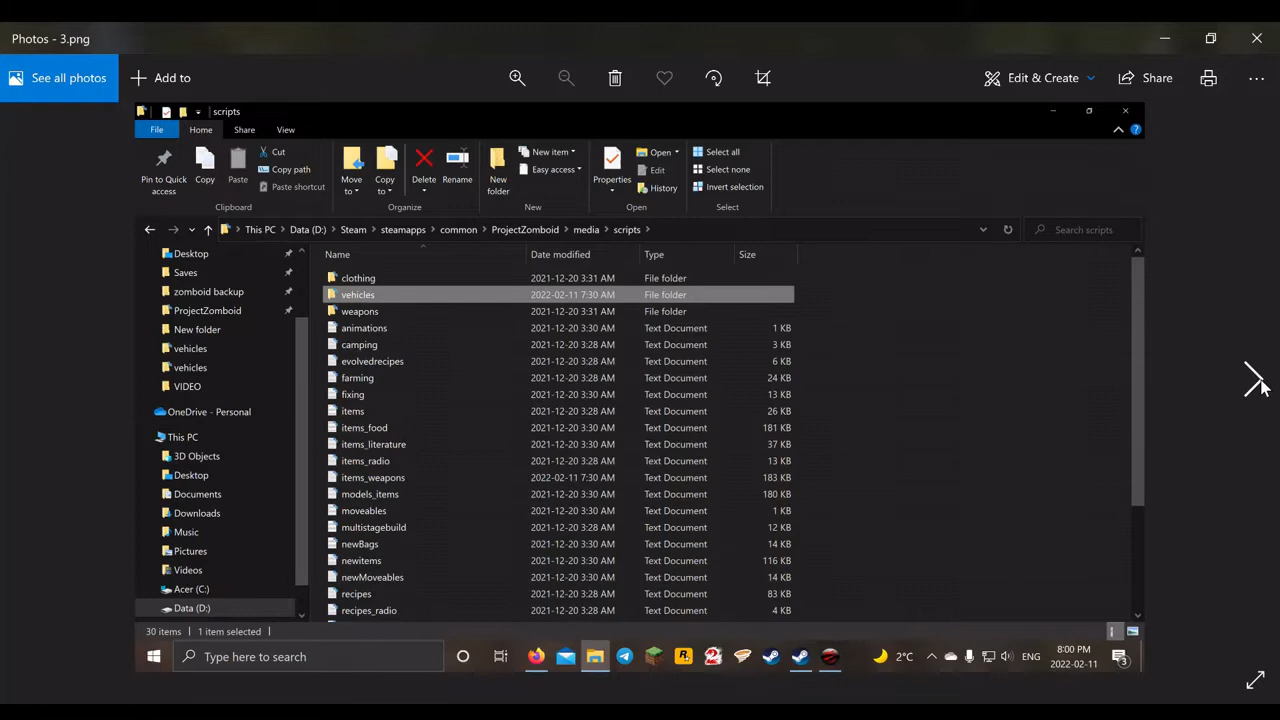 Photos - 3.png
See all photos
Add to
Edit & Create
Share
scripts
File
Home
Share
View
Pin to Quick access
Copy
Paste
Cut
Copy path
Paste shortcut
Clipboard
Move to
Copy to
Delete
Rename
Organize
New folder
New item
Easy access
New
Properties
Open
Edit
History
Open
Select all
Select none
Invert selection
Select
This PC > Data (D:) > Steam > steamapps > common > ProjectZomboid > media > scripts >
Search scripts
Desktop
Saves
zomboid backup
ProjectZomboid
New folder
vehicles
vehicles
VIDEO
OneDrive - Personal
This PC
3D Objects
Desktop
Documents
Downloads
Music
Pictures
Videos
Acer (C:)
Data (D:)
Name Date modified Type Size
clothing 2021-12-20 3:31 AM File folder
vehicles 2022-02-11 7:30 AM File folder
weapons 2021-12-20 3:31 AM File folder
animations 2021-12-20 3:30 AM Text Document 1 KB
camping 2021-12-20 3:28 AM Text Document 3 KB
evolvedrecipes 2021-12-20 3:28 AM Text Document 6 KB
farming 2021-12-20 3:28 AM Text Document 24 KB
fixing 2021-12-20 3:30 AM Text Document 13 KB
items 2021-12-20 3:28 AM Text Document 26 KB
items_food 2021-12-20 3:30 AM Text Document 181 KB
items_literature 2021-12-20 3:30 AM Text Document 37 KB
items_radio 2021-12-20 3:28 AM Text Document 13 KB
items_weapons 2022-02-11 7:30 AM Text Document 183 KB
models_items 2021-12-20 3:30 AM Text Document 180 KB
moveables 2021-12-20 3:30 AM Text Document 1 KB
multistagebuild 2021-12-20 3:28 AM Text Document 12 KB
newBags 2021-12-20 3:30 AM Text Document 14 KB
newitems 2021-12-20 3:30 AM Text Document 116 KB
newMoveables 2021-12-20 3:28 AM Text Document 14 KB
recipes 2021-12-20 3:28 AM Text Document 83 KB
recipes_radio 2021-12-20 3:28 AM Text Document 4 KB
30 items 1 item selected
Type here to search
2°C
ENG
8:00 PM
2022-02-11
3